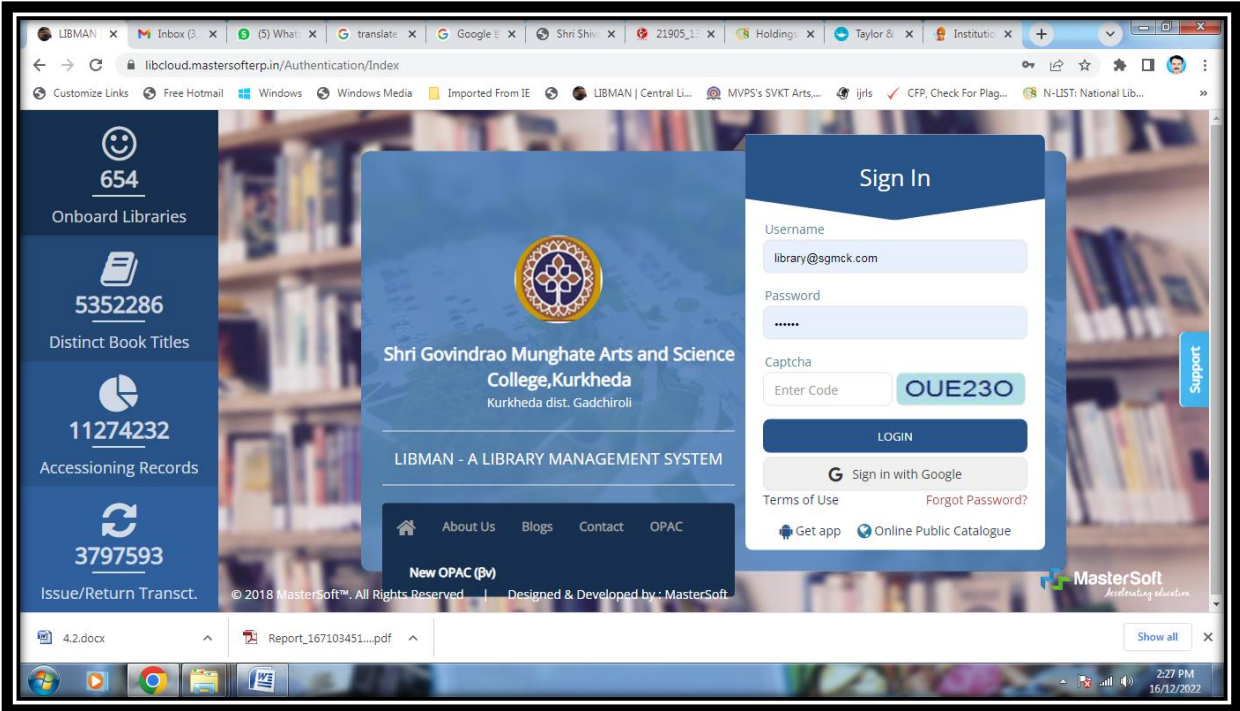 LIBMAN
Inbox (3,
(5) What
translate
Google
Shri Shiv
21905_1
Holdings
Taylor &
Institutio
libcloud.mastersofterp.in/Authentication/Index
Customize Links
Free Hotmail
Windows
Windows Media
Imported From IE
LIBMAN | Central Li...
MVPS's SVKT Arts,...
ijrls
CFP, Check For Plag...
N-LIST: National Lib...
»
654
Onboard Libraries
5352286
Distinct Book Titles
11274232
Accessioning Records
3797593
Issue/Return Transct.
Shri Govindrao Munghate Arts and Science
College,Kurkheda
Kurkheda dist. Gadchiroli
LIBMAN - A LIBRARY MANAGEMENT SYSTEM
About Us Blogs Contact OPAC
New OPAC (βv)
© 2018 MasterSoft™. All Rights Reserved | Designed & Developed by : MasterSoft
Sign In
Username
library@sgmck.com
Password
••••••
Captcha
Enter Code
OUE23O
LOGIN
G Sign in with Google
Terms of Use Forgot Password?
Get app Online Public Catalogue
Support
MasterSoft
Accelerating education
4.2.docx
Report_167103451....pdf
Show all
2:27 PM
16/12/2022